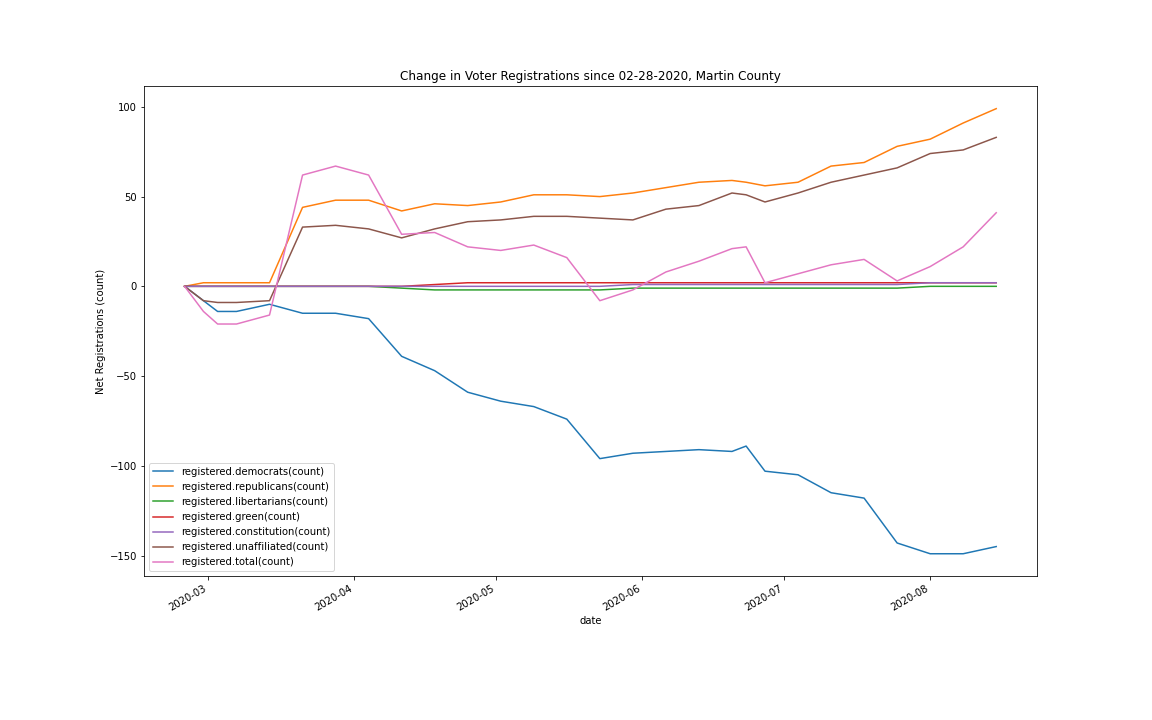 Change in Voter Registrations since 02-28-2020, Martin County
100
50
0
−50
−100
−150
Net Registrations (count)
registered.democrats(count)
registered.republicans(count)
registered.libertarians(count)
registered.green(count)
registered.constitution(count)
registered.unaffiliated(count)
registered.total(count)
2020-03
2020-04
2020-05
2020-06
2020-07
2020-08
date